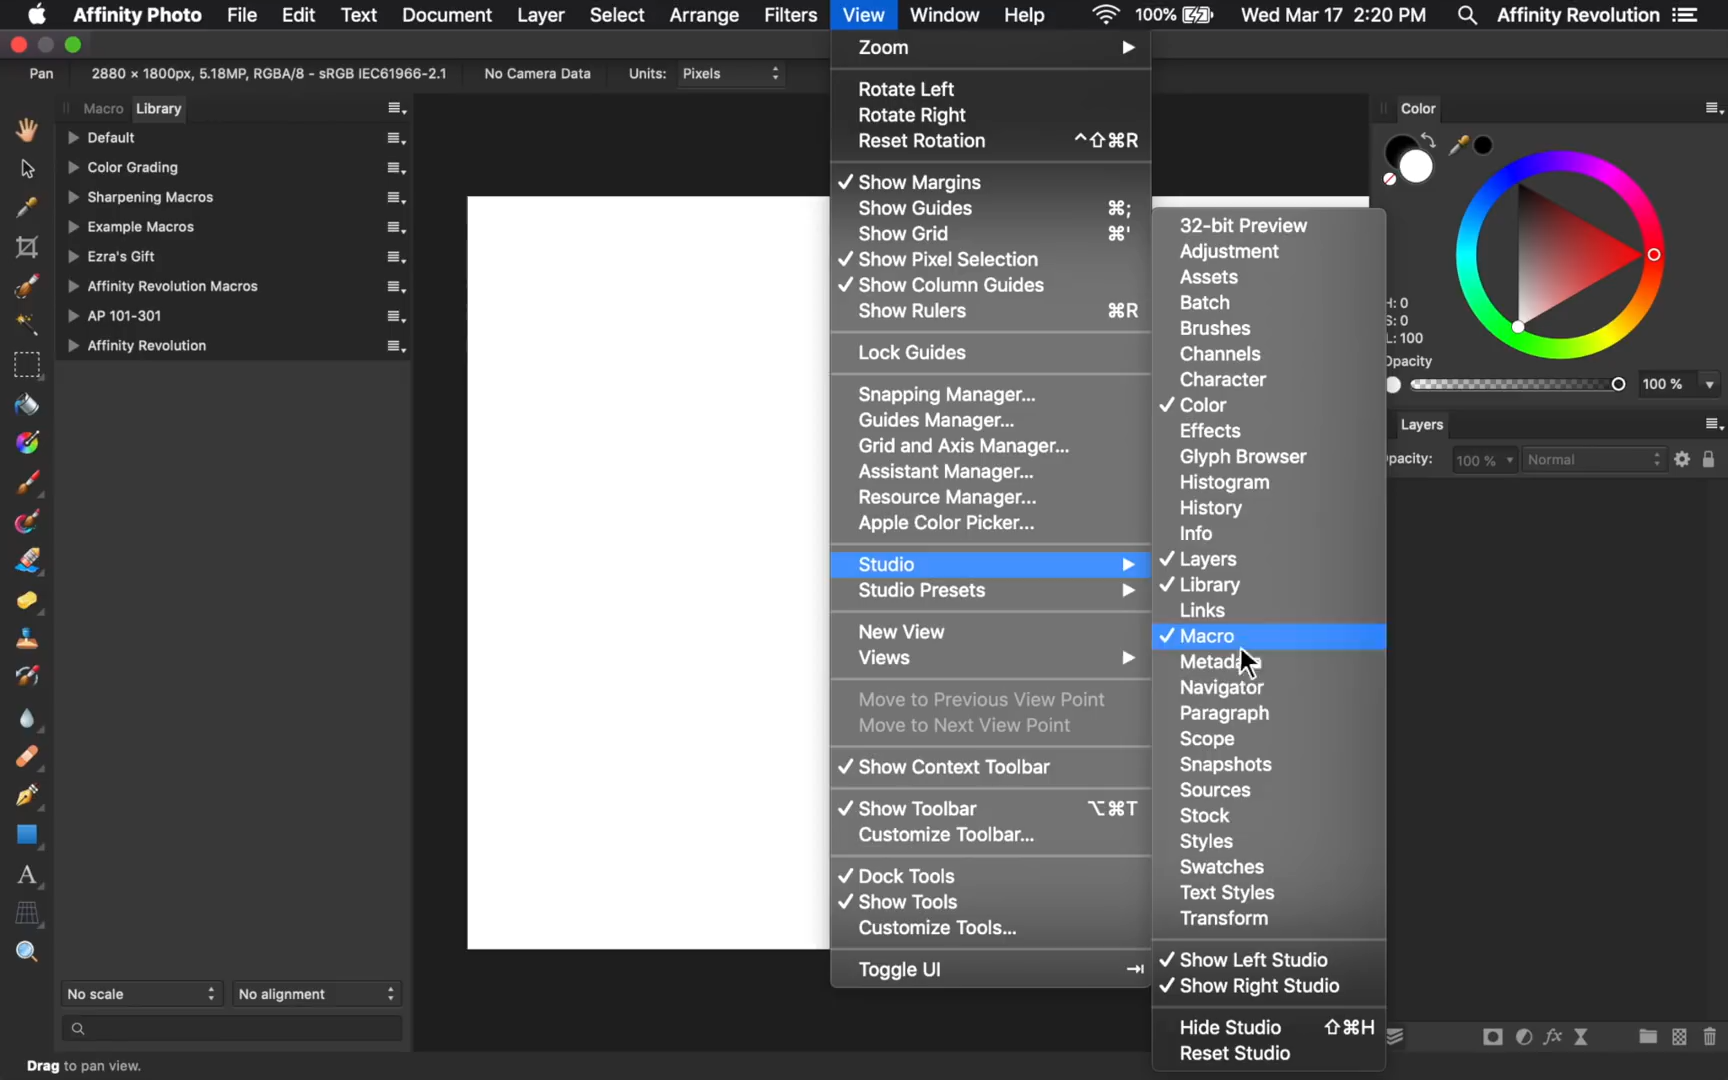 Affinity Photo File Edit Text Document Layer Select Arrange Filters View Window Help 100% Wed Mar 17 2:20 PM Affinity Revolution
Pan 2880 × 1800px, 5.18MP, RGBA/8 - sRGB IEC61966-2.1 No Camera Data Units: Pixels
Macro Library
Default
Color Grading
Sharpening Macros
Example Macros
Ezra's Gift
Affinity Revolution Macros
AP 101-301
Affinity Revolution
No scale No alignment
Drag to pan view.
Zoom
Rotate Left
Rotate Right
Reset Rotation ^⇧⌘R
✓ Show Margins
Show Guides ⌘;
Show Grid ⌘'
✓ Show Pixel Selection
✓ Show Column Guides
Show Rulers ⌘R
Lock Guides
Snapping Manager...
Guides Manager...
Grid and Axis Manager...
Assistant Manager...
Resource Manager...
Apple Color Picker...
Studio
Studio Presets
New View
Views
Move to Previous View Point
Move to Next View Point
✓ Show Context Toolbar
✓ Show Toolbar ⌥⌘T
Customize Toolbar...
✓ Dock Tools
✓ Show Tools
Customize Tools...
Toggle UI ⇥
32-bit Preview
Adjustment
Assets
Batch
Brushes
Channels
Character
✓ Color
Effects
Glyph Browser
Histogram
History
Info
✓ Layers
✓ Library
Links
✓ Macro
Navigator
Paragraph
Scope
Snapshots
Sources
Stock
Styles
Swatches
Text Styles
Transform
✓ Show Left Studio
✓ Show Right Studio
Hide Studio ⇧⌘H
Reset Studio
Color
H: 0
S: 0
L: 100
Opacity
100 %
Layers
pacity: 100 % Normal